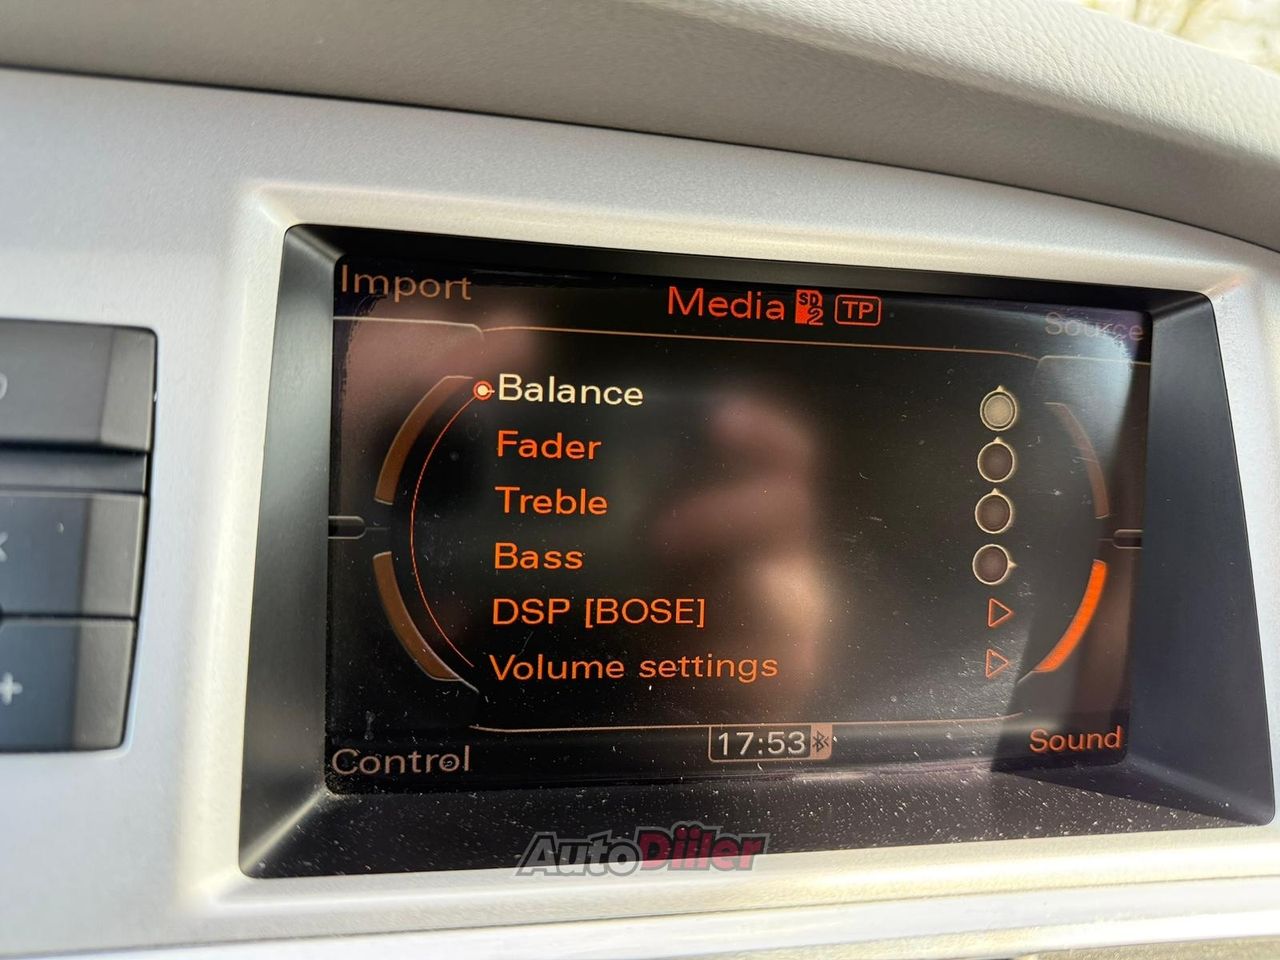 Import
Media SD 2 TP
Source
Balance
Fader
Treble
Bass
DSP [BOSE]
Volume settings
Control
17:53
Sound
AutoDiiler